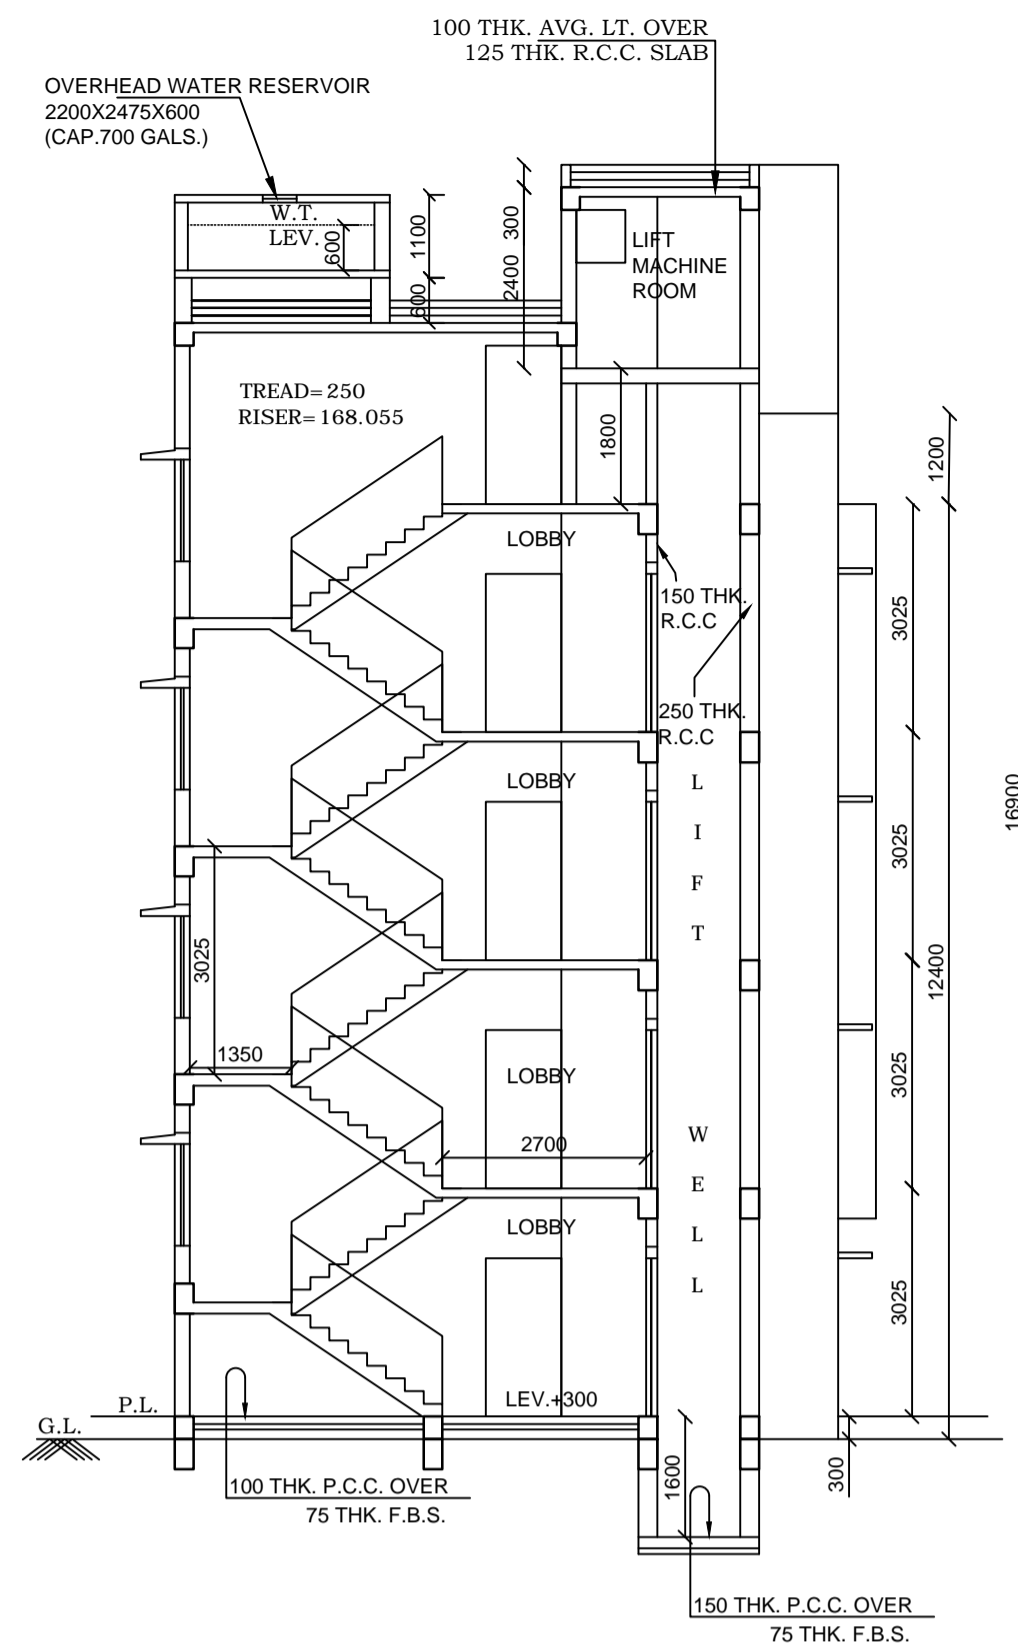 100 THK. AVG. LT. OVER
125 THK. R.C.C. SLAB
OVERHEAD WATER RESERVOIR
2200X2475X600
(CAP.700 GALS.)
W.T.
LEV.
600
1100
600
300
2400
LIFT
MACHINE
ROOM
TREAD=250
RISER=168.055
1800
1200
LOBBY
150 THK.
R.C.C
3025
250 THK.
R.C.C
LOBBY
L
I
F
T
3025
16900
3025
12400
1350
LOBBY
3025
2700
W
E
L
L
LOBBY
3025
LEV.+300
P.L.
G.L.
1600
300
100 THK. P.C.C. OVER
75 THK. F.B.S.
150 THK. P.C.C. OVER
75 THK. F.B.S.